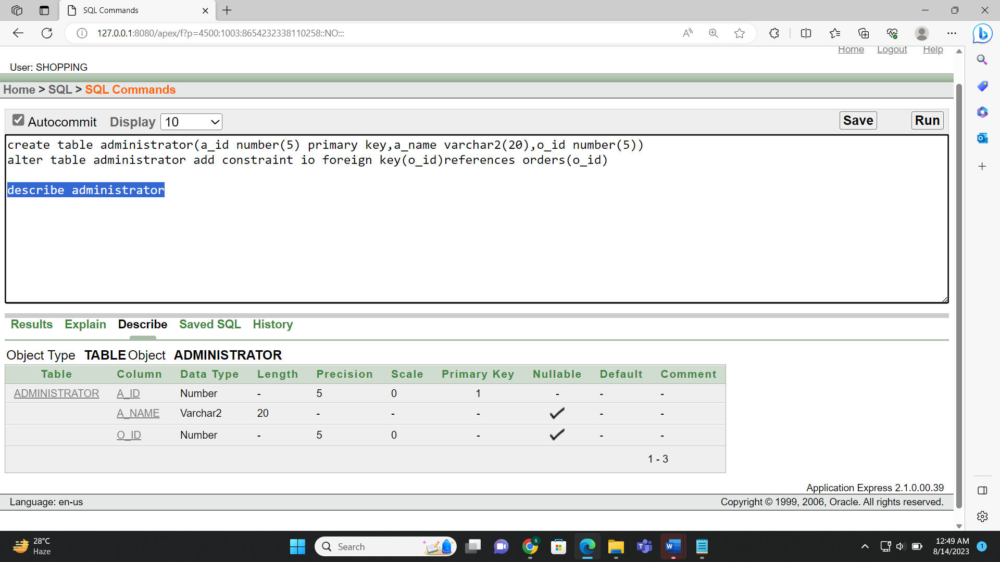 SQL Commands
127.0.0.1:8080/apex/f?p=4500:1003:8654232338110258::NO:::
Home Logout Help
User: SHOPPING
Home > SQL > SQL Commands
Autocommit Display 10 Save Run
create table administrator(a_id number(5) primary key,a_name varchar2(20),o_id number(5))
alter table administrator add constraint io foreign key(o_id)references orders(o_id)
describe administrator
Results Explain Describe Saved SQL History
Object Type TABLE Object ADMINISTRATOR
Table Column Data Type Length Precision Scale Primary Key Nullable Default Comment
ADMINISTRATOR A_ID Number - 5 0 1 - - -
A_NAME Varchar2 20 - - - - -
O_ID Number - 5 0 - - -
1 - 3
Application Express 2.1.0.00.39
Language: en-us Copyright © 1999, 2006, Oracle. All rights reserved.
28°C
Haze
Search
12:49 AM
8/14/2023
1